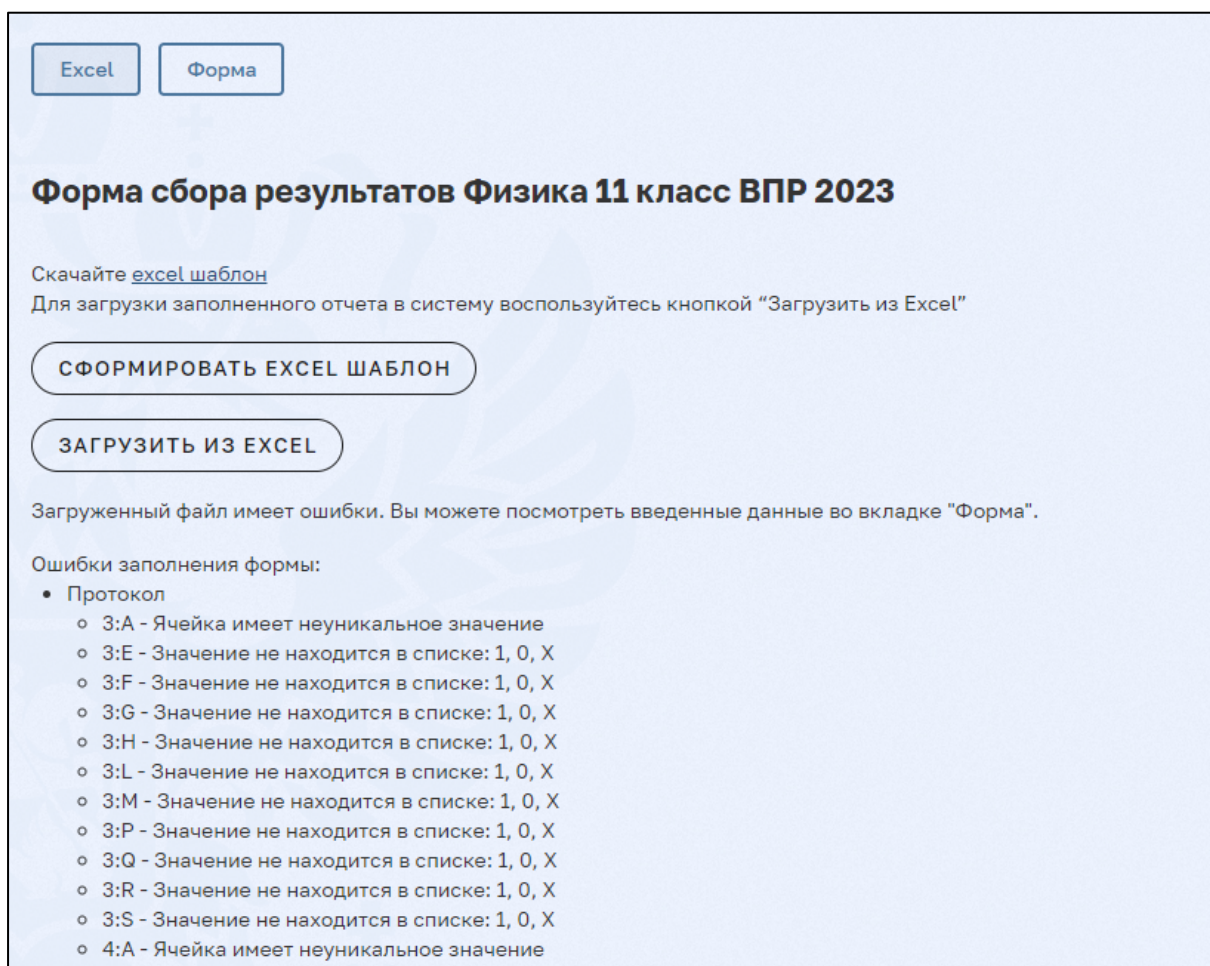 Excel
Форма
Форма сбора результатов Физика 11 класс ВПР 2023
Скачайте excel шаблон
Для загрузки заполненного отчета в систему воспользуйтесь кнопкой “Загрузить из Excel”
СФОРМИРОВАТЬ EXCEL ШАБЛОН
ЗАГРУЗИТЬ ИЗ EXCEL
Загруженный файл имеет ошибки. Вы можете посмотреть введенные данные во вкладке "Форма".
Ошибки заполнения формы:
• Протокол
◦ 3:A - Ячейка имеет неуникальное значение
◦ 3:E - Значение не находится в списке: 1, 0, X
◦ 3:F - Значение не находится в списке: 1, 0, X
◦ 3:G - Значение не находится в списке: 1, 0, X
◦ 3:H - Значение не находится в списке: 1, 0, X
◦ 3:L - Значение не находится в списке: 1, 0, X
◦ 3:M - Значение не находится в списке: 1, 0, X
◦ 3:P - Значение не находится в списке: 1, 0, X
◦ 3:Q - Значение не находится в списке: 1, 0, X
◦ 3:R - Значение не находится в списке: 1, 0, X
◦ 3:S - Значение не находится в списке: 1, 0, X
◦ 4:A - Ячейка имеет неуникальное значение